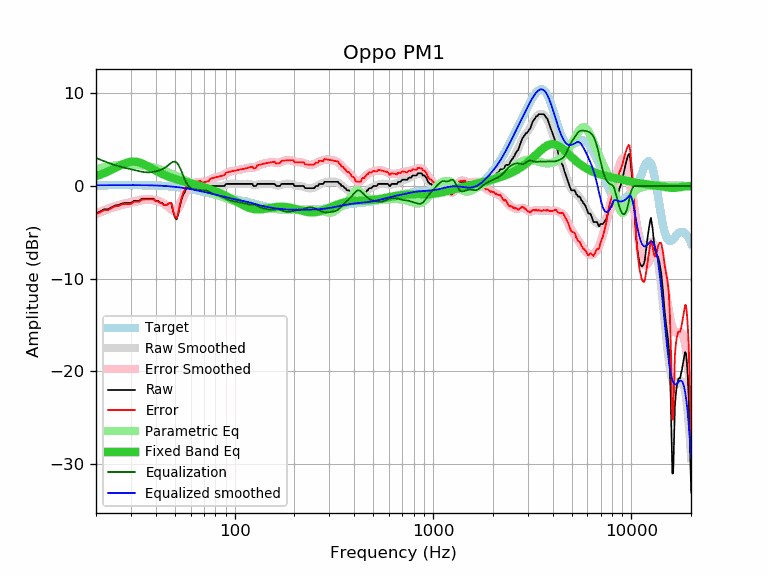 Oppo PM1
10
0
−10
−20
−30
Amplitude (dBr)
Target
Raw Smoothed
Error Smoothed
Raw
Error
Parametric Eq
Fixed Band Eq
Equalization
Equalized smoothed
100
1000
10000
Frequency (Hz)